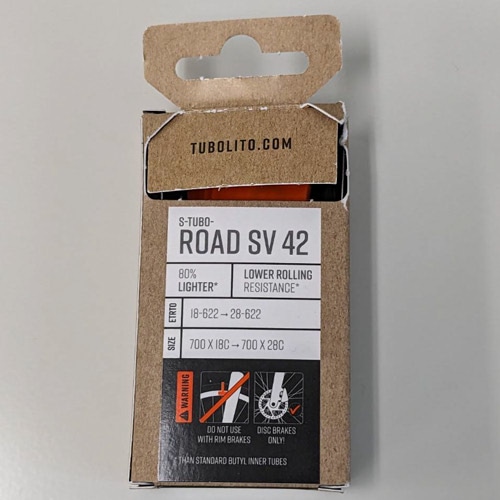 TUBOLITO.COM
S-TUBO-
ROAD SV 42
80%
LIGHTER*
LOWER ROLLING
RESISTANCE*
ETRTO
18-622 → 28-622
SIZE
700 X 18C → 700 X 28C
WARNING
DO NOT USE
WITH RIM BRAKES
DISC BRAKES
ONLY!
* THAN STANDARD BUTYL INNER TUBES